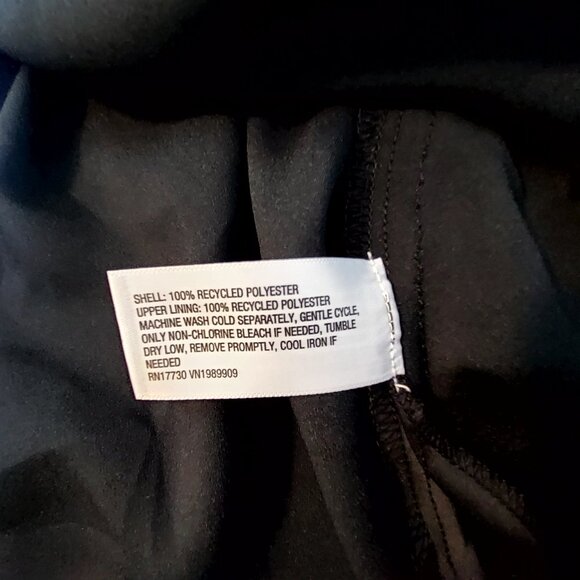 SHELL: 100% RECYCLED POLYESTER
UPPER LINING: 100% RECYCLED POLYESTER
MACHINE WASH COLD SEPARATELY, GENTLE CYCLE,
ONLY NON-CHLORINE BLEACH IF NEEDED, TUMBLE
DRY LOW, REMOVE PROMPTLY, COOL IRON IF
NEEDED
RN17730 VN1989909